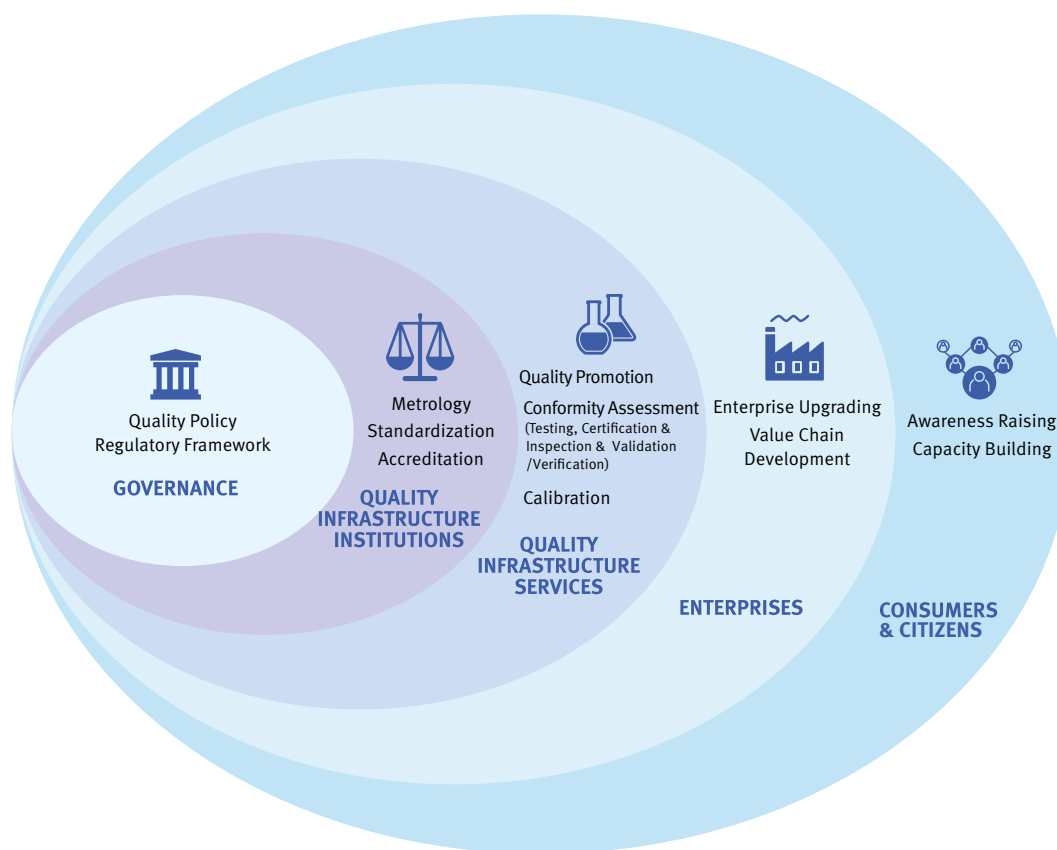 Quality Policy
Regulatory Framework
GOVERNANCE
Metrology
Standardization
Accreditation
QUALITY
INFRASTRUCTURE
INSTITUTIONS
Quality Promotion
Conformity Assessment
(Testing, Certification &
Inspection & Validation
/Verification)
Calibration
QUALITY
INFRASTRUCTURE
SERVICES
Enterprise Upgrading
Value Chain
Development
ENTERPRISES
Awareness Raising
Capacity Building
CONSUMERS
& CITIZENS